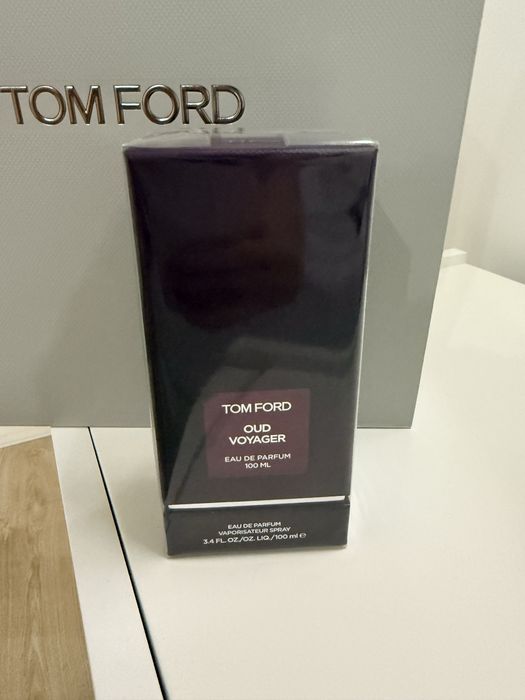 TOM FORD
TOM FORD
OUD
VOYAGER
EAU DE PARFUM
100 ML
EAU DE PARFUM
VAPORISATEUR SPRAY
3.4 FL. OZ./OZ. LIQ./100 ml ℮